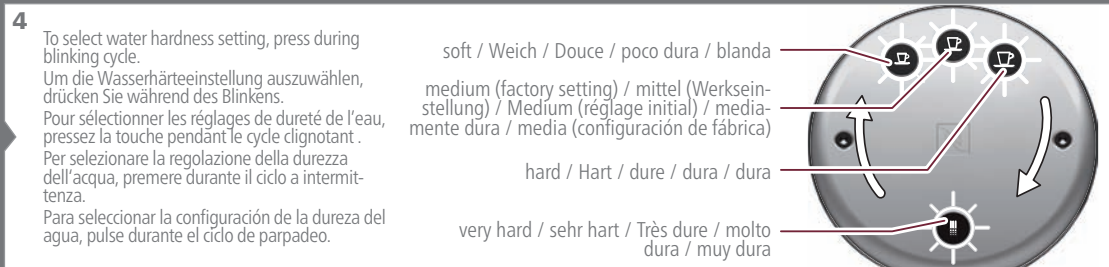 4
To select water hardness setting, press during
blinking cycle.
Um die Wasserhärteeinstellung auszuwählen,
drücken Sie während des Blinkens.
Pour sélectionner les réglages de dureté de l'eau,
pressez la touche pendant le cycle clignotant .
Per selezionare la regolazione della durezza
dell'acqua, premere durante il ciclo a intermit-
tenza.
Para seleccionar la configuración de la dureza del
agua, pulse durante el ciclo de parpadeo.
soft / Weich / Douce / poco dura / blanda
medium (factory setting) / mittel (Werksein-
stellung) / Medium (réglage initial) / media-
mente dura / media (configuración de fábrica)
hard / Hart / dure / dura / dura
very hard / sehr hart / Très dure / molto
dura / muy dura